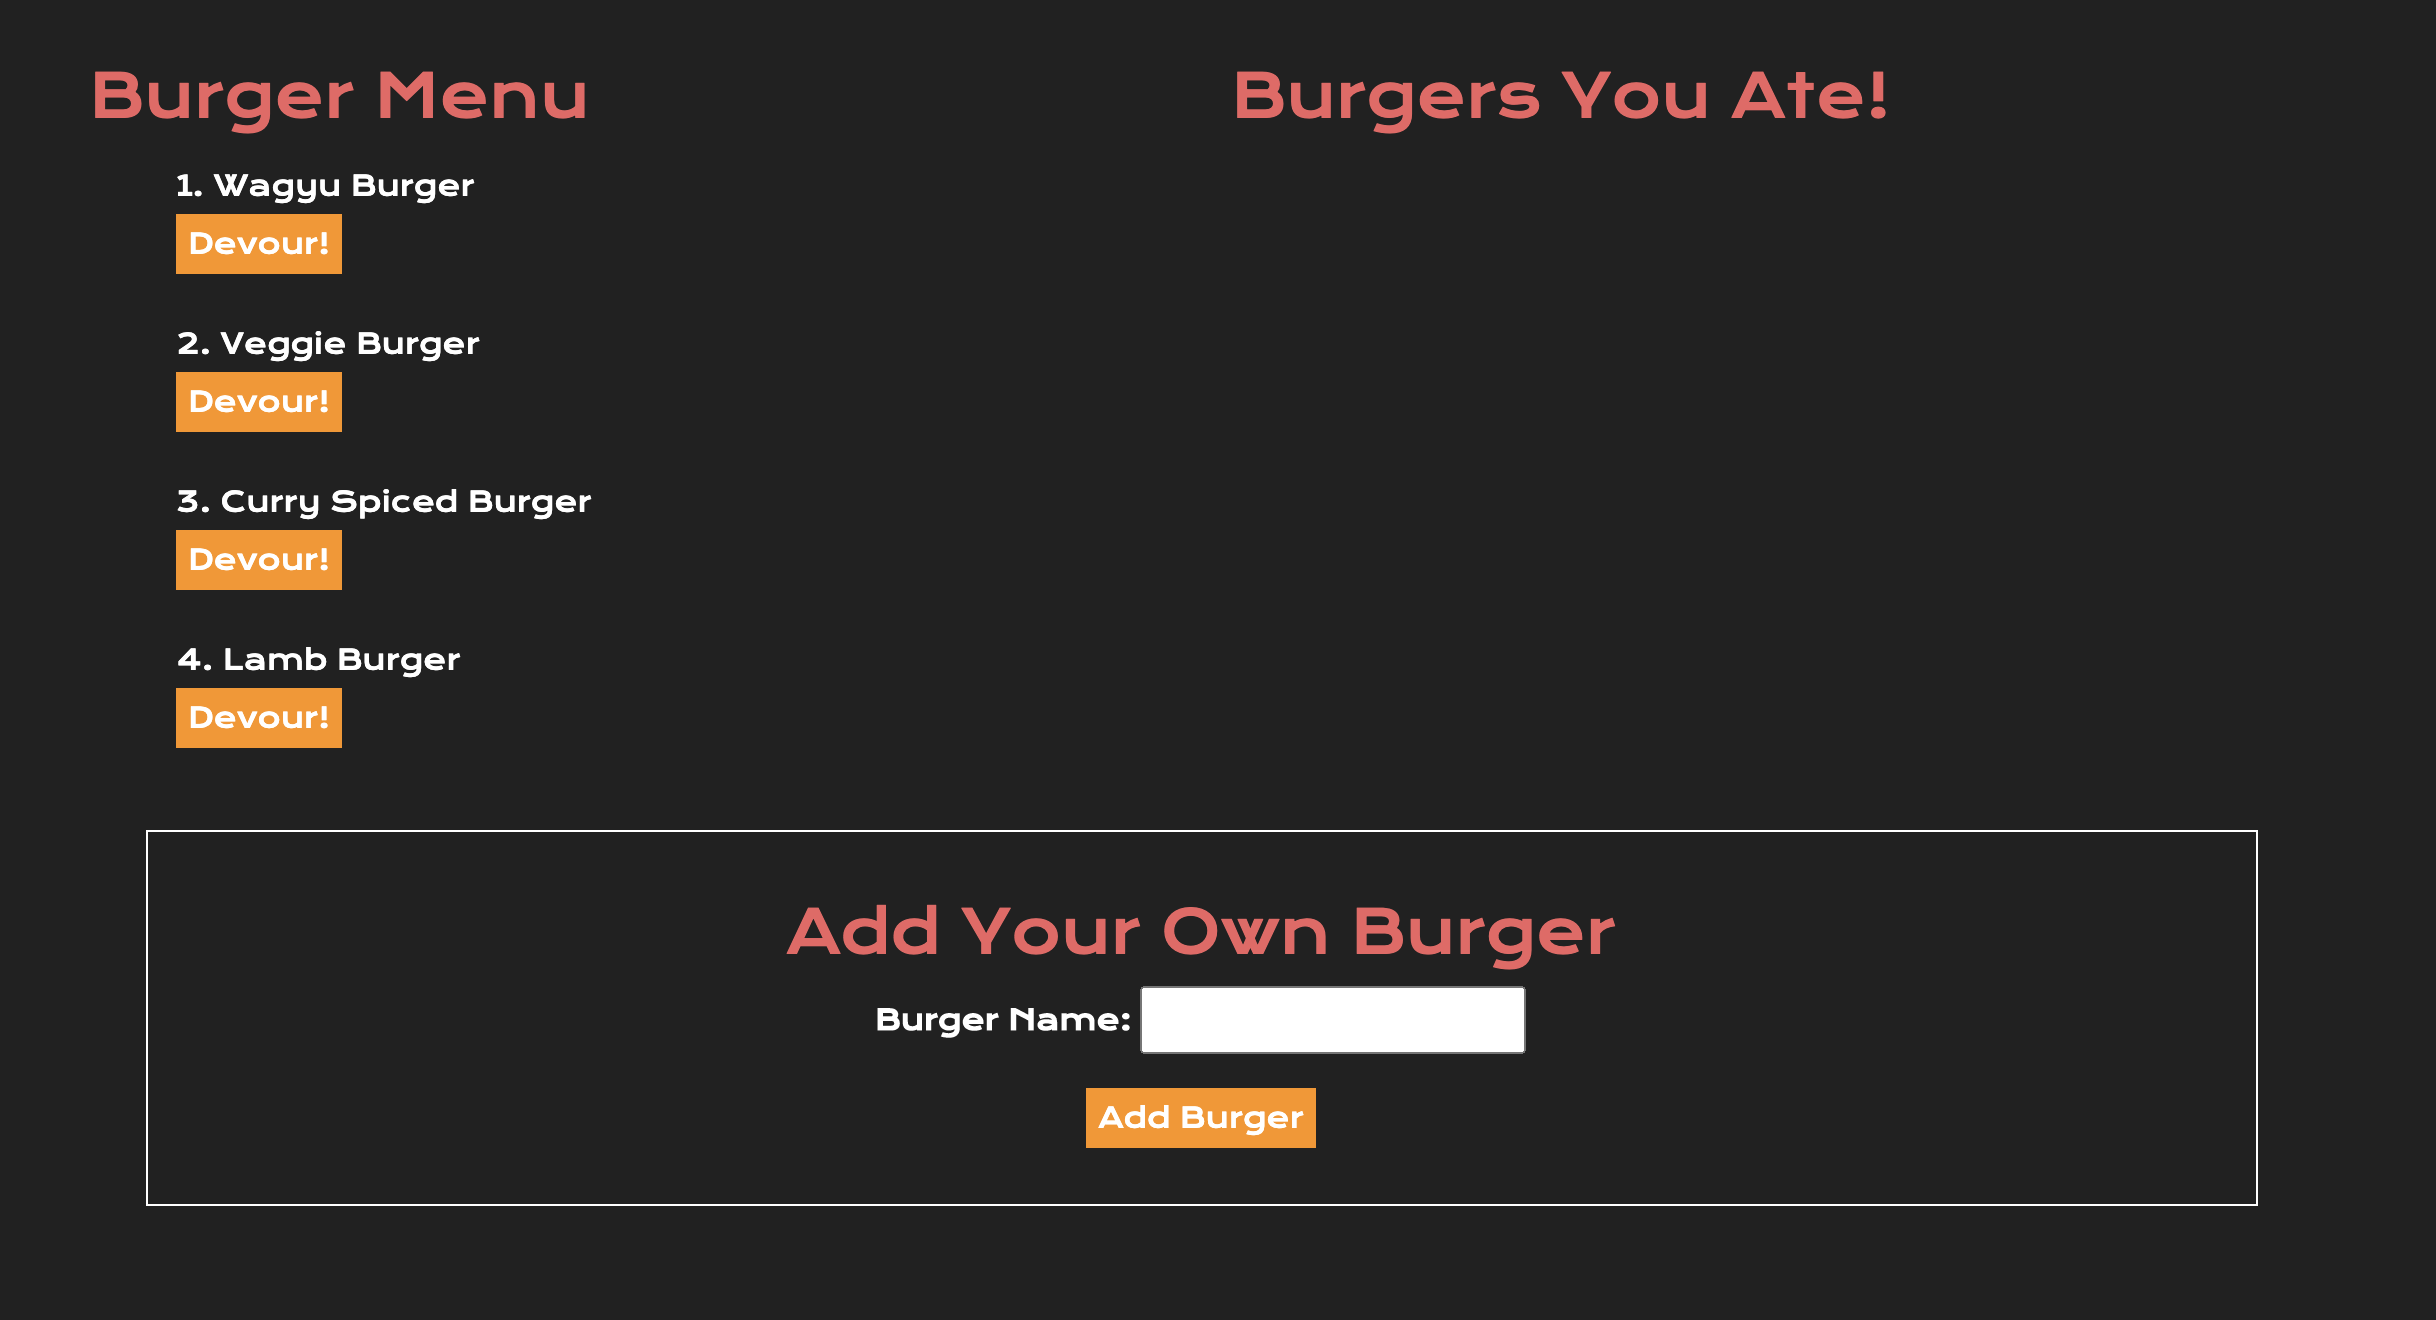 Burger Menu
1. Wagyu Burger
Devour!
2. Veggie Burger
Devour!
3. Curry Spiced Burger
Devour!
4. Lamb Burger
Devour!
Burgers You Ate!
Add Your Own Burger
Burger Name:
Add Burger